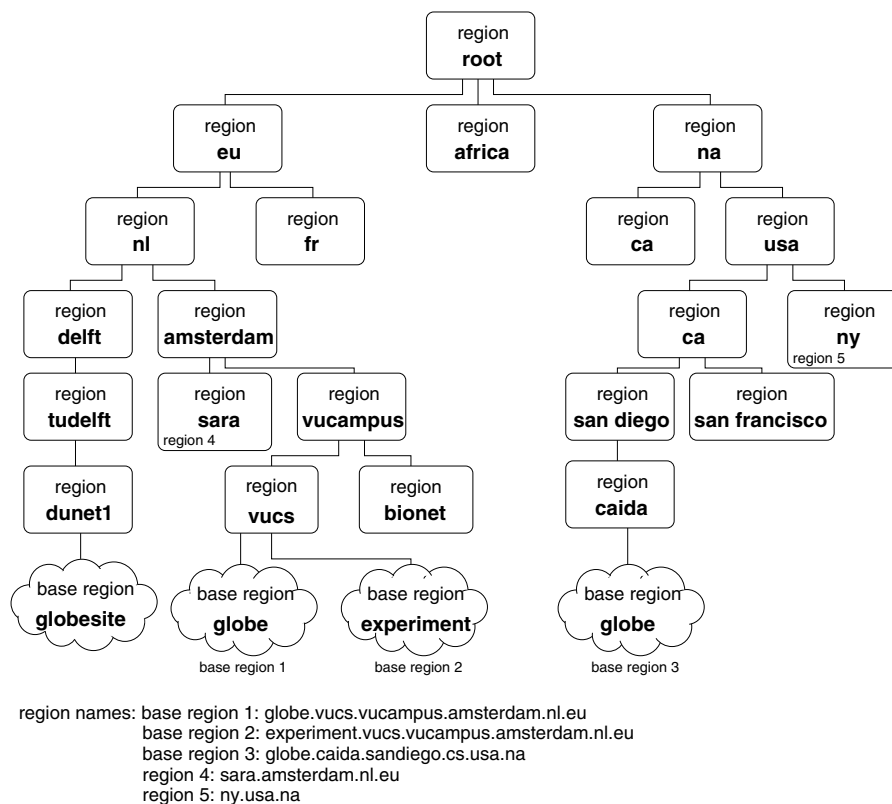 region
root
region
eu
region
africa
region
na
region
nl
region
fr
region
ca
region
usa
region
delft
region
amsterdam
region
ca
region
ny
region 5
region
tudelft
region
sara
region 4
region
vucampus
region
san diego
region
san francisco
region
dunet1
region
vucs
region
bionet
region
caida
base region
globesite
base region
globe
base region 1
base region
experiment
base region 2
base region
globe
base region 3
region names: base region 1: globe.vucs.vucampus.amsterdam.nl.eu
base region 2: experiment.vucs.vucampus.amsterdam.nl.eu
base region 3: globe.caida.sandiego.cs.usa.na
region 4: sara.amsterdam.nl.eu
region 5: ny.usa.na